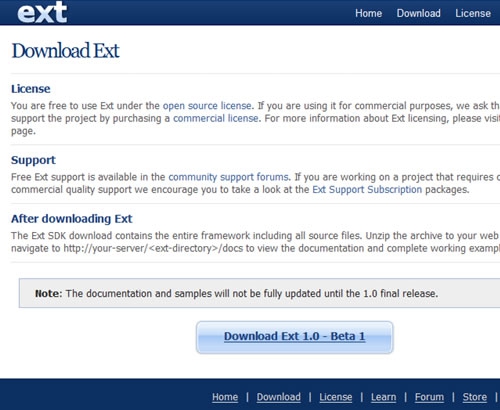 ext
Home Download License
Download Ext
License
You are free to use Ext under the open source license. If you are using it for commercial purposes, we ask th
support the project by purchasing a commercial license. For more information about Ext licensing, please visit
page.
Support
Free Ext support is available in the community support forums. If you are working on a project that requires
commercial quality support we encourage you to take a look at the Ext Support Subscription packages.
After downloading Ext
The Ext SDK download contains the entire framework including all source files. Unzip the archive to your web
navigate to http://your-server/<ext-directory>/docs to view the documentation and complete working examp
Note: The documentation and samples will not be fully updated until the 1.0 final release.
Download Ext 1.0 - Beta 1
Home | Download | License | Learn | Forum | Store |